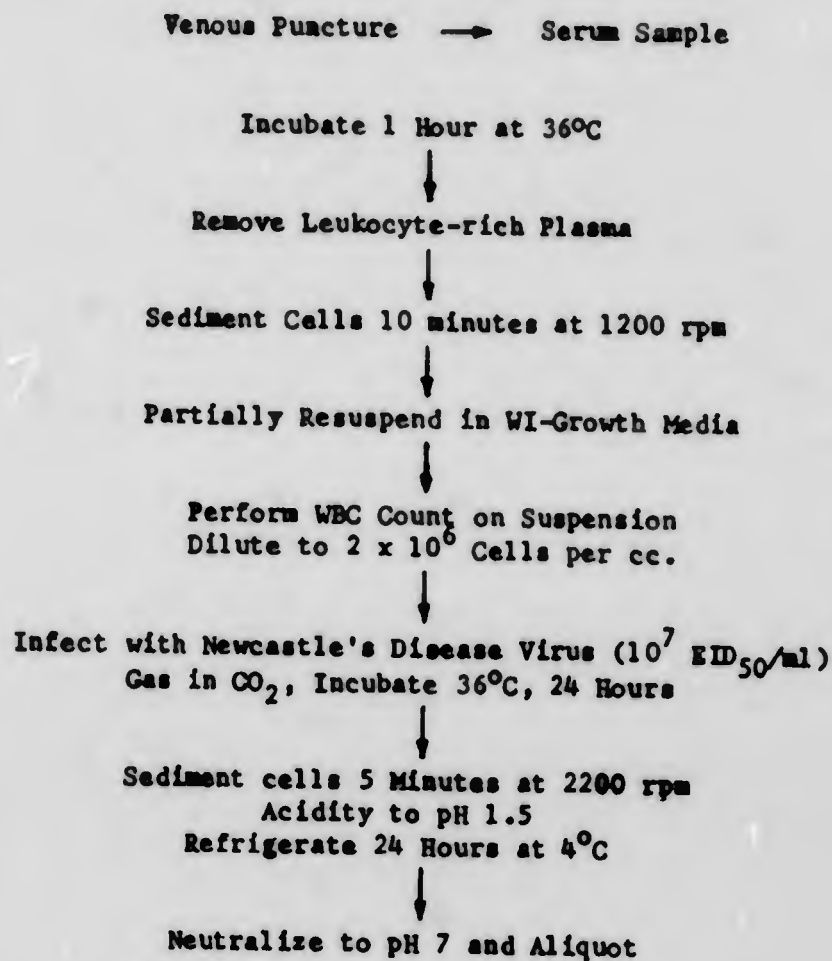 Venous Puncture → Serum Sample
Incubate 1 Hour at 36°C
Remove Leukocyte-rich Plasma
Sediment Cells 10 minutes at 1200 rpm
Partially Resuspend in WI-Growth Media
Perform WBC Count on Suspension
Dilute to 2 x 10⁶ Cells per cc.
Infect with Newcastle's Disease Virus (10⁷ EID₅₀/ml)
Gas in CO₂, Incubate 36°C, 24 Hours
Sediment cells 5 Minutes at 2200 rpm
Acidity to pH 1.5
Refrigerate 24 Hours at 4°C
Neutralize to pH 7 and Aliquot